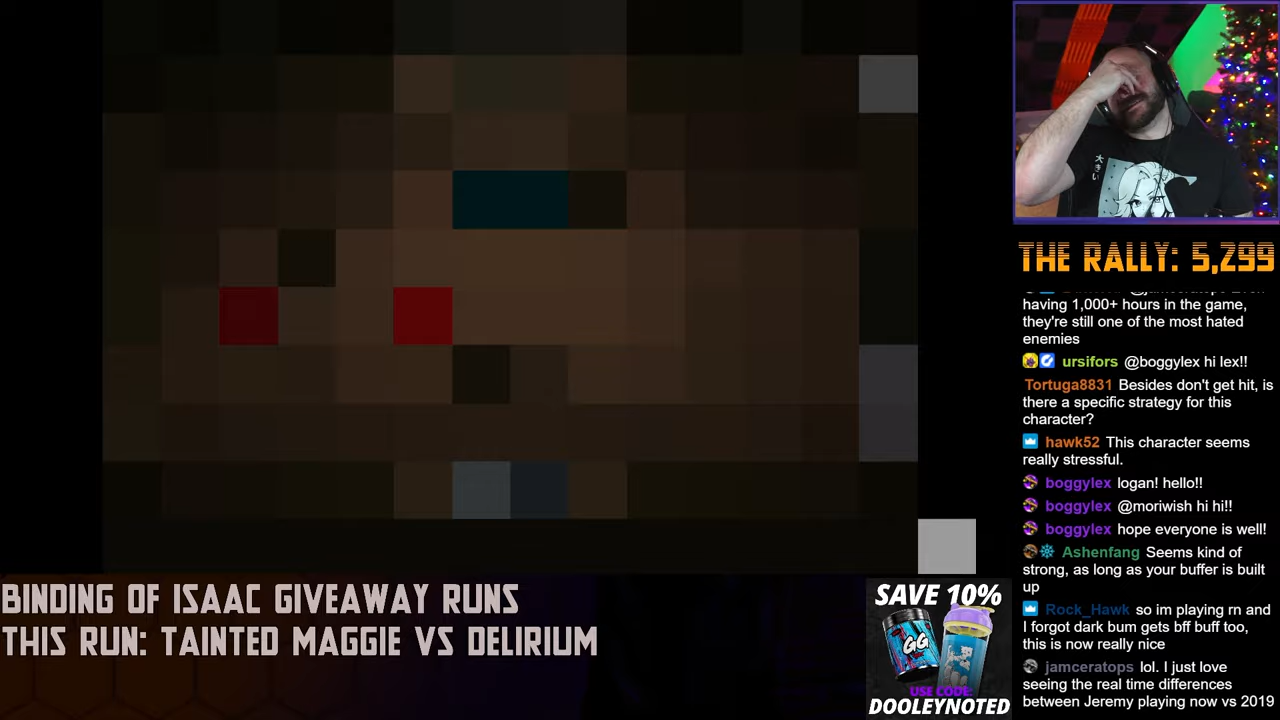 大きい
THE RALLY: 5,299
having 1,000+ hours in the game,
they're still one of the most hated
enemies
ursifors @boggylex hi lex!!
Tortuga8831 Besides don't get hit, is
there a specific strategy for this
character?
hawk52 This character seems
really stressful.
boggylex logan! hello!!
boggylex @moriwish hi hi!!
boggylex hope everyone is well!
Ashenfang Seems kind of
strong, as long as your buffer is built
up
Rock_Hawk so im playing rn and
I forgot dark bum gets bff buff too,
this is now really nice
jamceratops lol. I just love
seeing the real time differences
between Jeremy playing now vs 2019
BINDING OF ISAAC GIVEAWAY RUNS
THIS RUN: TAINTED MAGGIE VS DELIRIUM
SAVE 10%
GG
USE CODE:
DOOLEYNOTED